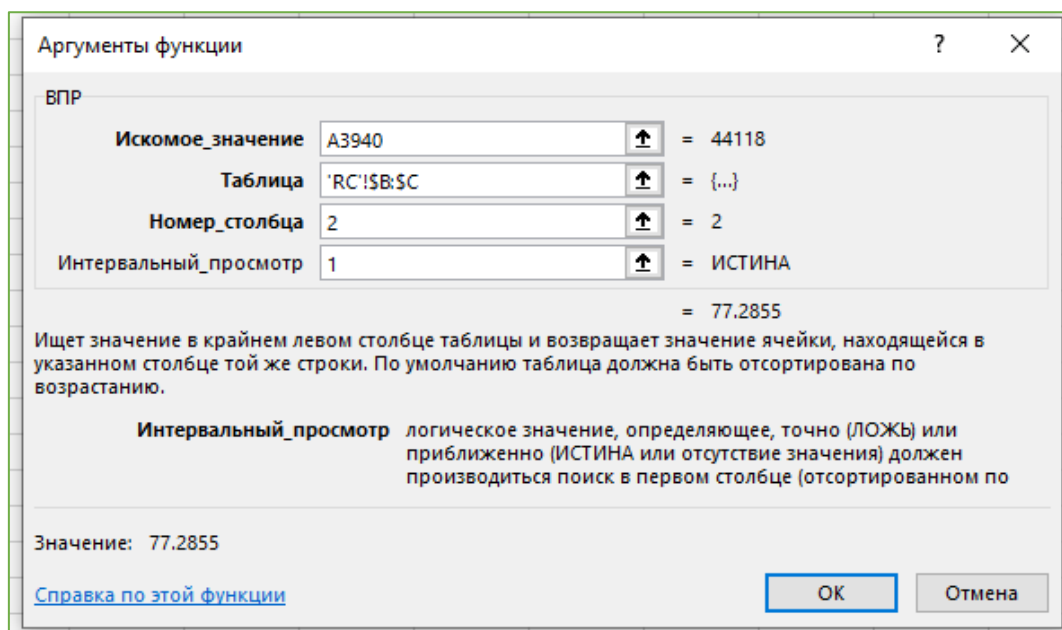 Аргументы функции ? ×
ВПР
Искомое_значение A3940 = 44118
Таблица 'RC'!$B:$C = {...}
Номер_столбца 2 = 2
Интервальный_просмотр 1 = ИСТИНА
= 77.2855
Ищет значение в крайнем левом столбце таблицы и возвращает значение ячейки, находящейся в
указанном столбце той же строки. По умолчанию таблица должна быть отсортирована по
возрастанию.
Интервальный_просмотр логическое значение, определяющее, точно (ЛОЖЬ) или
приближенно (ИСТИНА или отсутствие значения) должен
производиться поиск в первом столбце (отсортированном по
Значение: 77.2855
Справка по этой функции OK Отмена